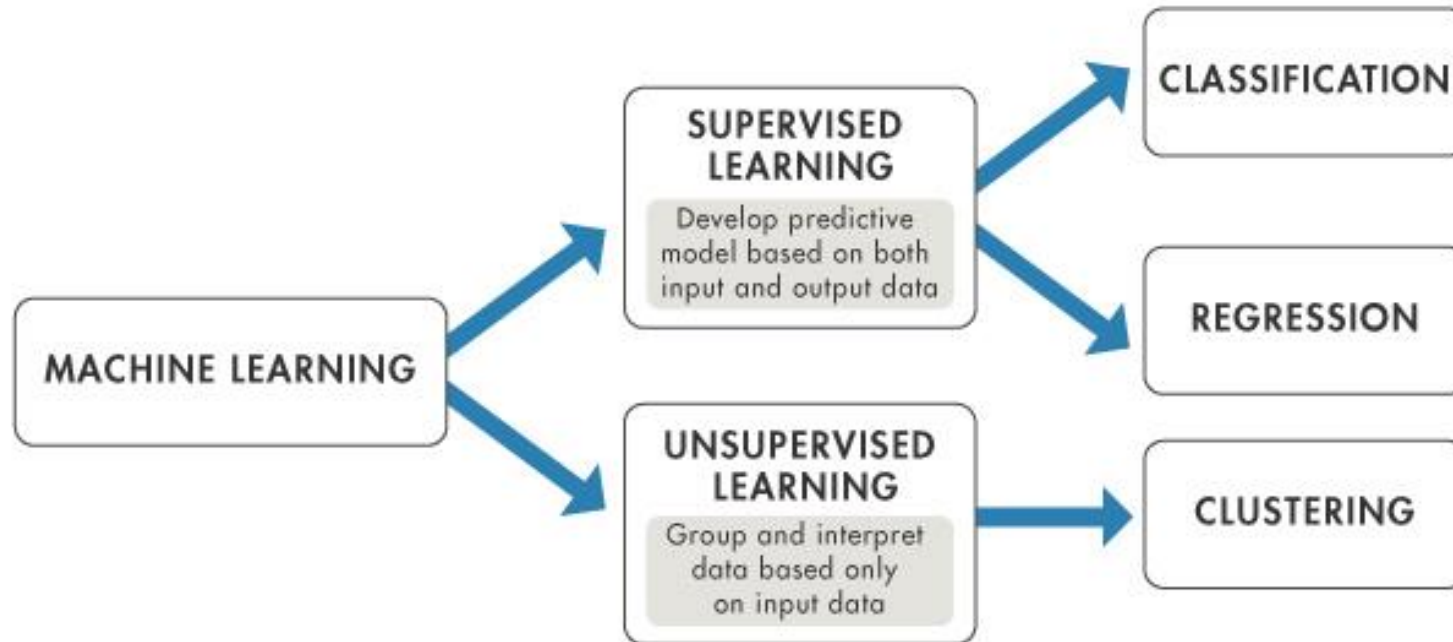 MACHINE LEARNING
SUPERVISED
LEARNING
Develop predictive
model based on both
input and output data
UNSUPERVISED
LEARNING
Group and interpret
data based only
on input data
CLASSIFICATION
REGRESSION
CLUSTERING